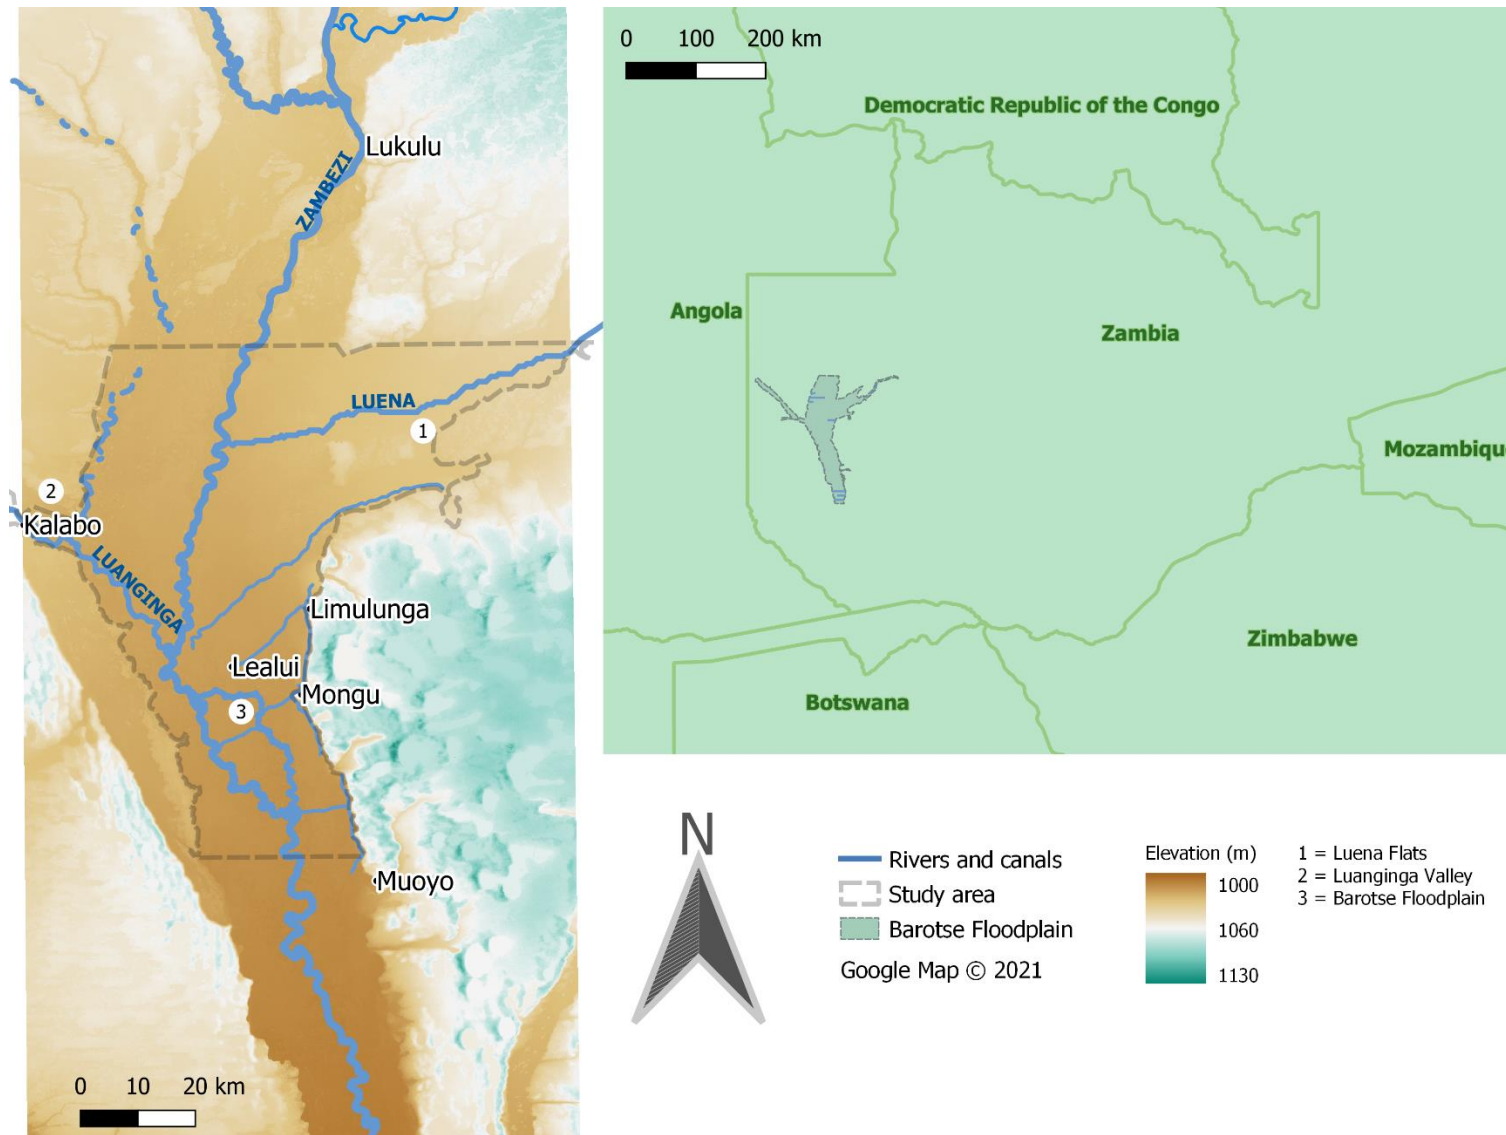 Lukulu
ZAMBEZI
LUENA
1
2
Kalabo
LUANGINGA
Limulunga
Lealui
Mongu
3
Muoyo
0 10 20 km
0 100 200 km
Democratic Republic of the Congo
Angola
Zambia
Mozambiqu
Zimbabwe
Botswana
N
Rivers and canals
Study area
Barotse Floodplain
Google Map © 2021
Elevation (m)
1000
1060
1130
1 = Luena Flats
2 = Luanginga Valley
3 = Barotse Floodplain